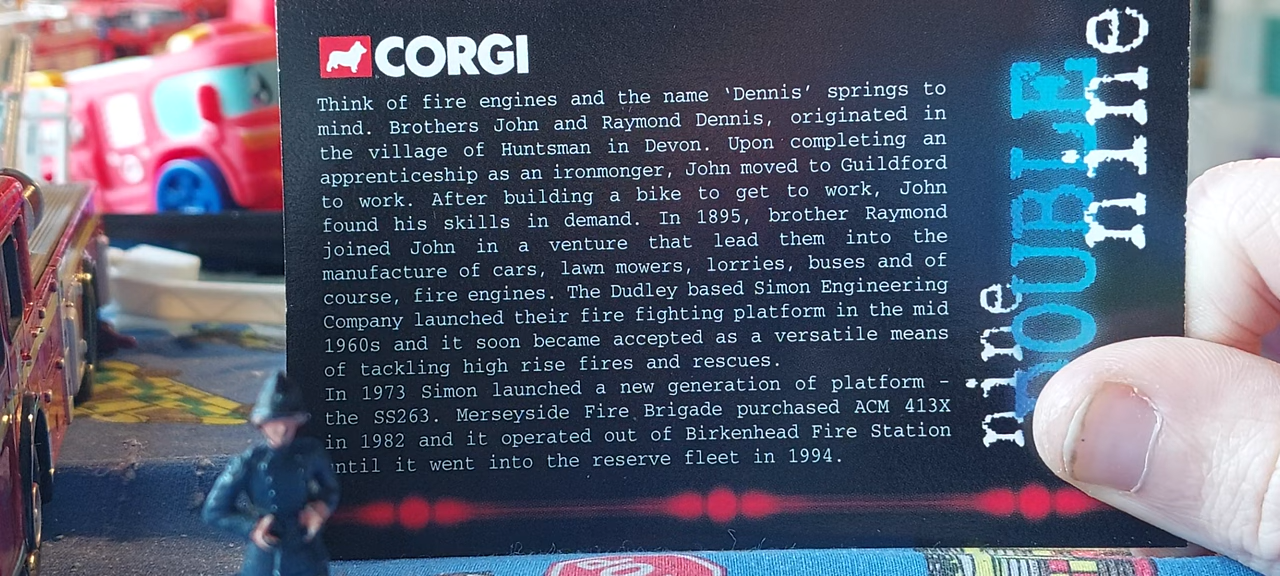 CORGI
Think of fire engines and the name 'Dennis' springs to
mind. Brothers John and Raymond Dennis, originated in
the village of Huntsman in Devon. Upon completing an
apprenticeship as an ironmonger, John moved to Guildford
to work. After building a bike to get to work, John
found his skills in demand. In 1895, brother Raymond
joined John in a venture that lead them into the
manufacture of cars, lawn mowers, lorries, buses and of
course, fire engines. The Dudley based Simon Engineering
Company launched their fire fighting platform in the mid
1960s and it soon became accepted as a versatile means
of tackling high rise fires and rescues.
In 1973 Simon launched a new generation of platform -
the SS263. Merseyside Fire Brigade purchased ACM 413X
in 1982 and it operated out of Birkenhead Fire Station
until it went into the reserve fleet in 1994.
nine
DOUBLE
nine